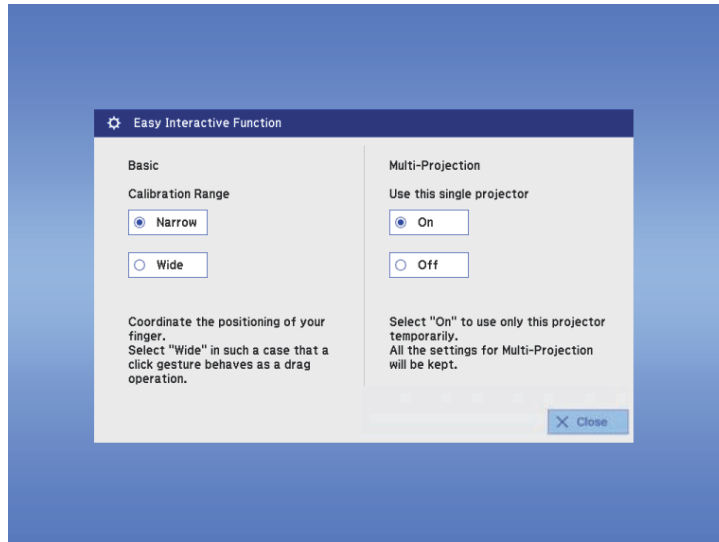 Easy Interactive Function
Basic
Calibration Range
Narrow
Wide
Coordinate the positioning of your
finger.
Select "Wide" in such a case that a
click gesture behaves as a drag
operation.
Multi-Projection
Use this single projector
On
Off
Select "On" to use only this projector
temporarily.
All the settings for Multi-Projection
will be kept.
Close